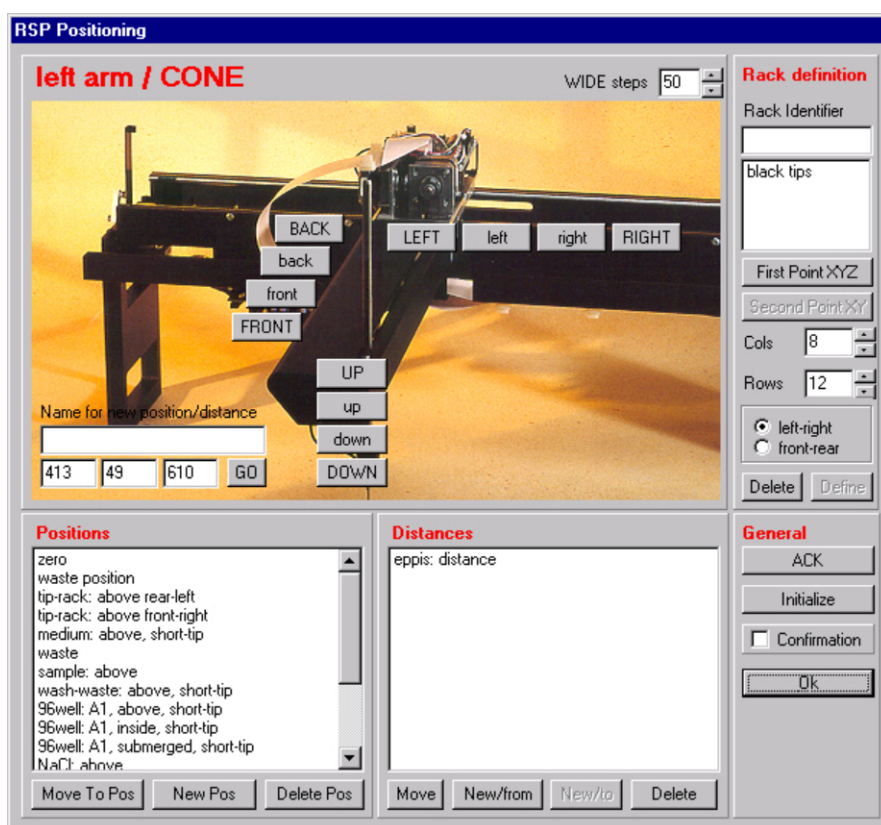 RSP Positioning
left arm / CONE
WIDE steps 50
BACK
back
front
FRONT
LEFT left right RIGHT
UP
up
down
DOWN
Name for new position/distance
413 49 610 GO
Rack definition
Rack Identifier
black tips
First Point XYZ
Second Point XY
Cols 8
Rows 12
left-right
front-rear
Delete Define
Positions
zero
waste position
tip-rack: above rear-left
tip-rack: above front-right
medium: above, short-tip
waste
sample: above
wash-waste: above, short-tip
96well: A1, above, short-tip
96well: A1, inside, short-tip
96well: A1, submerged, short-tip
NaCl: above
Move To Pos New Pos Delete Pos
Distances
eppis: distance
Move New/from New/to Delete
General
ACK
Initialize
Confirmation
Ok